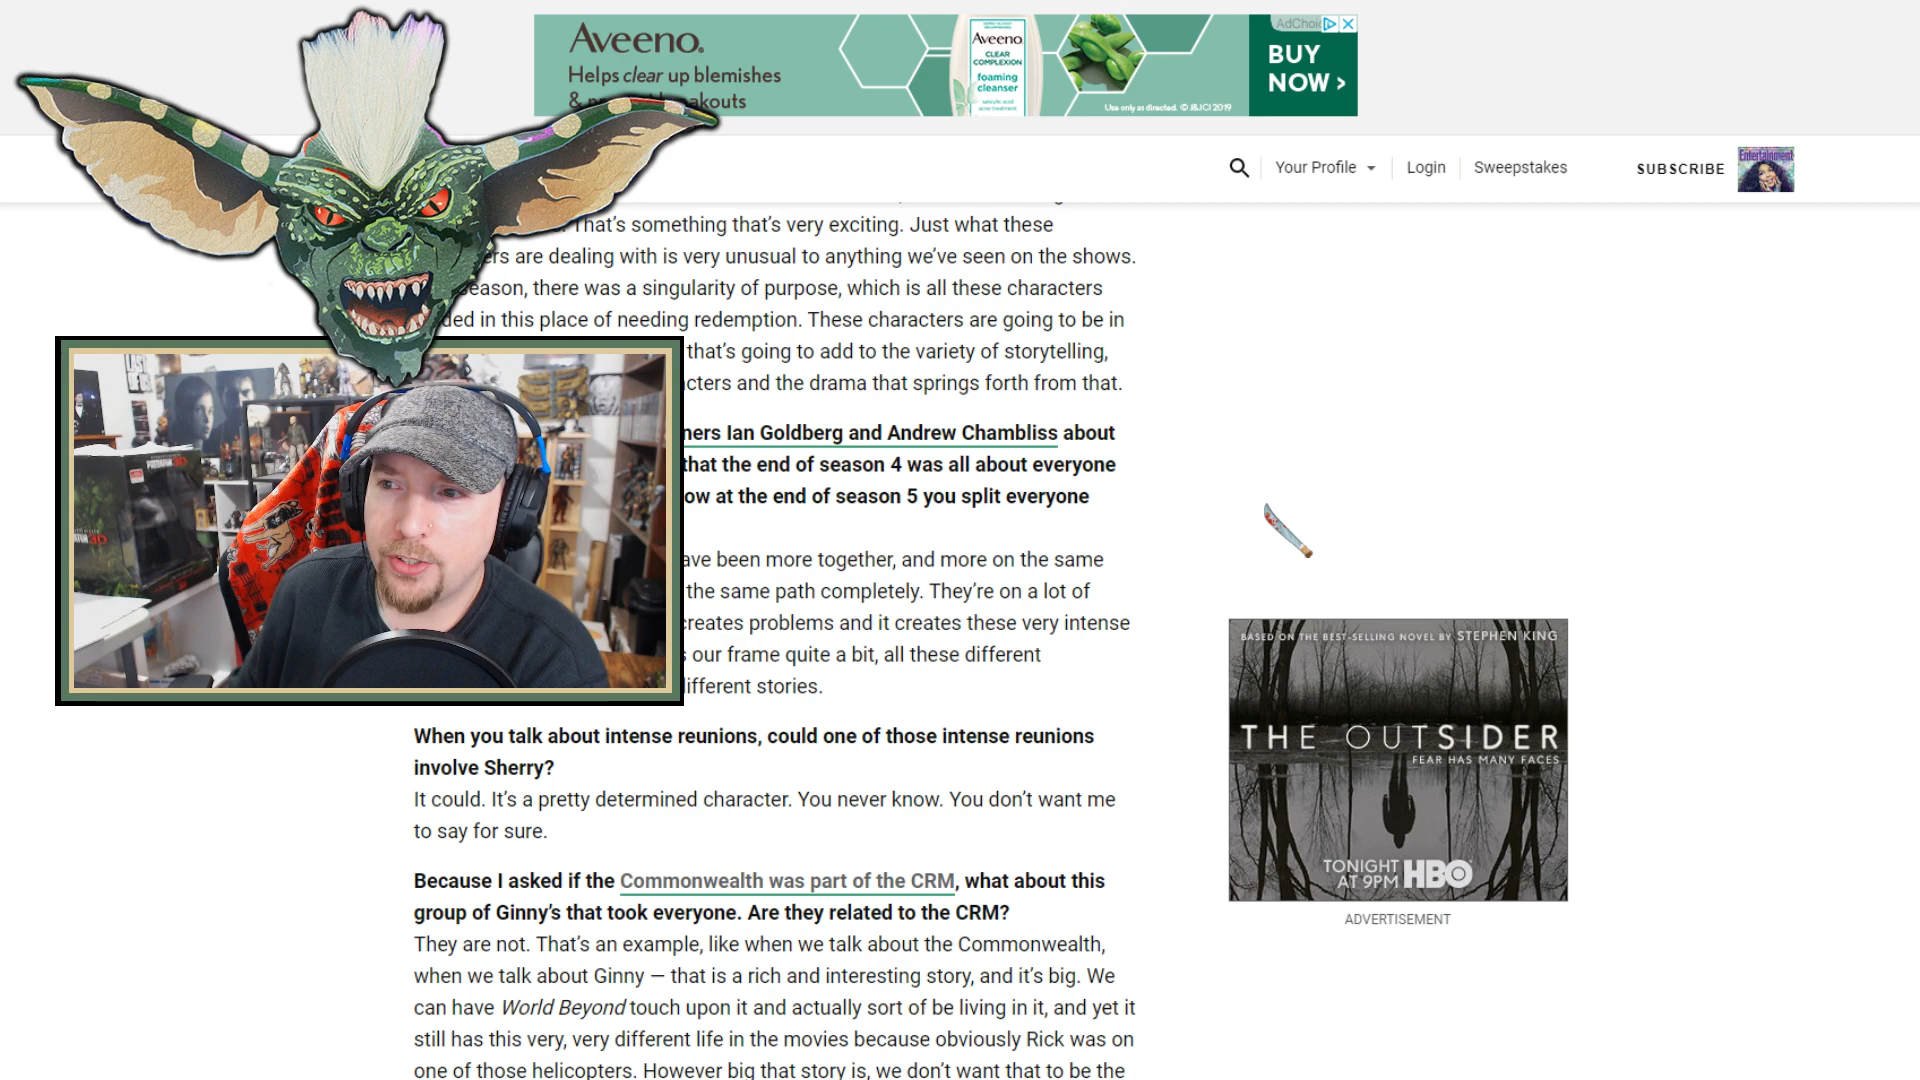 Aveeno.
Helps clear up blemishes
& akouts
Aveeno
CLEAR
COMPLEXION
foaming
cleanser
salicylic acid
acne treatment
Use only as directed. © J&JCI 2019
AdChoic
BUY
NOW >
Your Profile
Login
Sweepstakes
SUBSCRIBE
Entertainment
That’s something that’s very exciting. Just what these
ers are dealing with is very unusual to anything we’ve seen on the shows.
season, there was a singularity of purpose, which is all these characters
ded in this place of needing redemption. These characters are going to be in
that’s going to add to the variety of storytelling,
cters and the drama that springs forth from that.
ners Ian Goldberg and Andrew Chambliss about
that the end of season 4 was all about everyone
ow at the end of season 5 you split everyone
ave been more together, and more on the same
the same path completely. They’re on a lot of
creates problems and it creates these very intense
s our frame quite a bit, all these different
ifferent stories.
When you talk about intense reunions, could one of those intense reunions
involve Sherry?
It could. It’s a pretty determined character. You never know. You don’t want me
to say for sure.
Because I asked if the Commonwealth was part of the CRM, what about this
group of Ginny’s that took everyone. Are they related to the CRM?
They are not. That’s an example, like when we talk about the Commonwealth,
when we talk about Ginny — that is a rich and interesting story, and it’s big. We
can have World Beyond touch upon it and actually sort of be living in it, and yet it
still has this very, very different life in the movies because obviously Rick was on
one of those helicopters. However big that story is, we don’t want that to be the
BASED ON THE BEST-SELLING NOVEL BY STEPHEN KING
THE OUTSIDER
FEAR HAS MANY FACES
TONIGHT
AT 9PM HBO
ADVERTISEMENT